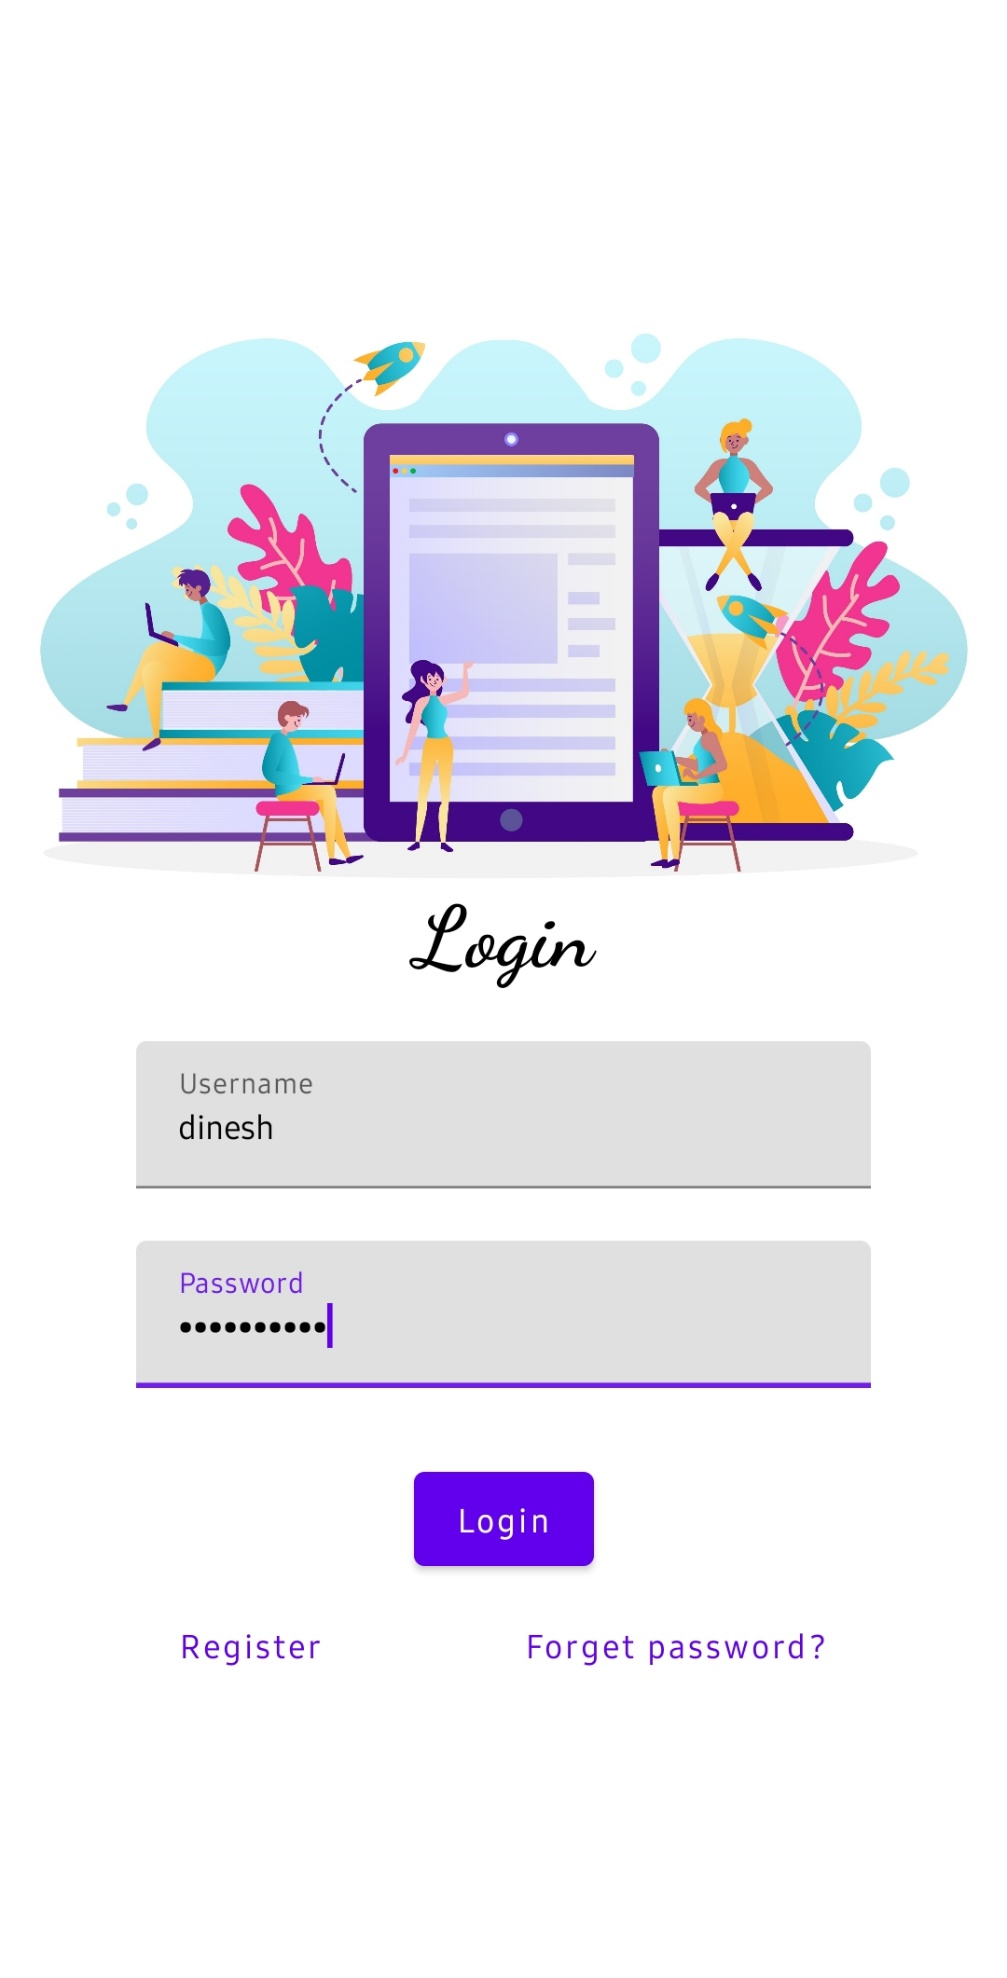 Login
Username
dinesh
Password
••••••••••
Login
Register Forget password?